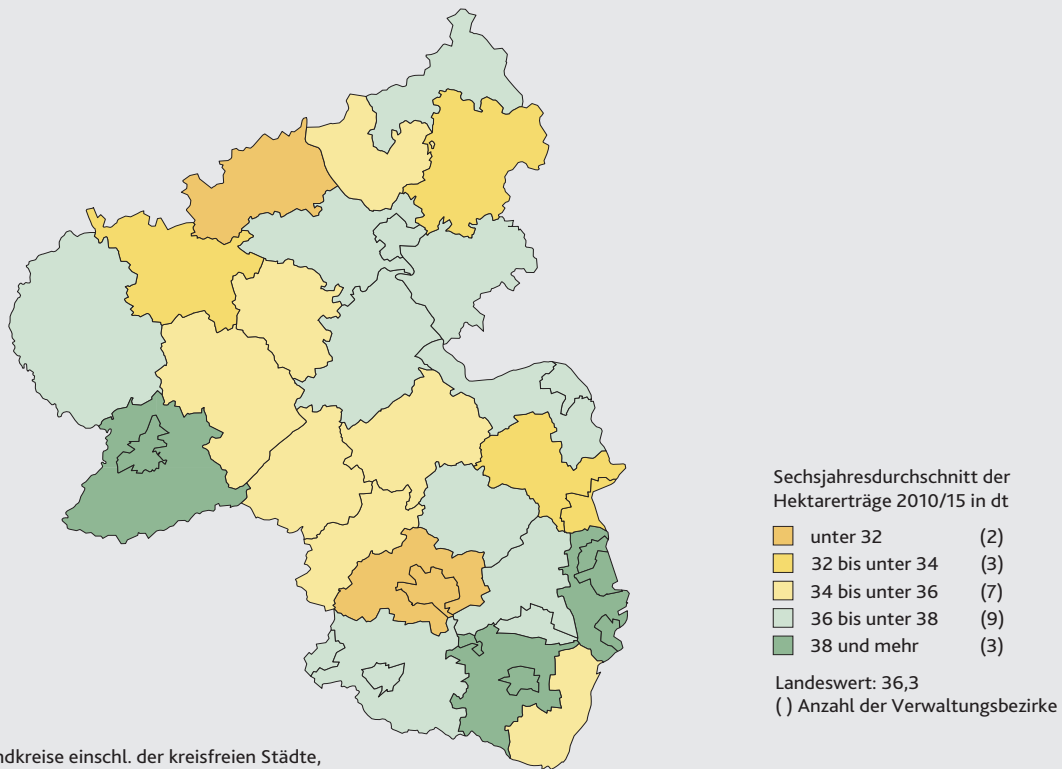 Sechsjahresdurchschnitt der
Hektarerträge 2010/15 in dt
unter 32 (2)
32 bis unter 34 (3)
34 bis unter 36 (7)
36 bis unter 38 (9)
38 und mehr (3)
Landeswert: 36,3
( ) Anzahl der Verwaltungsbezirke
ndkreise einschl. der kreisfreien Städte,